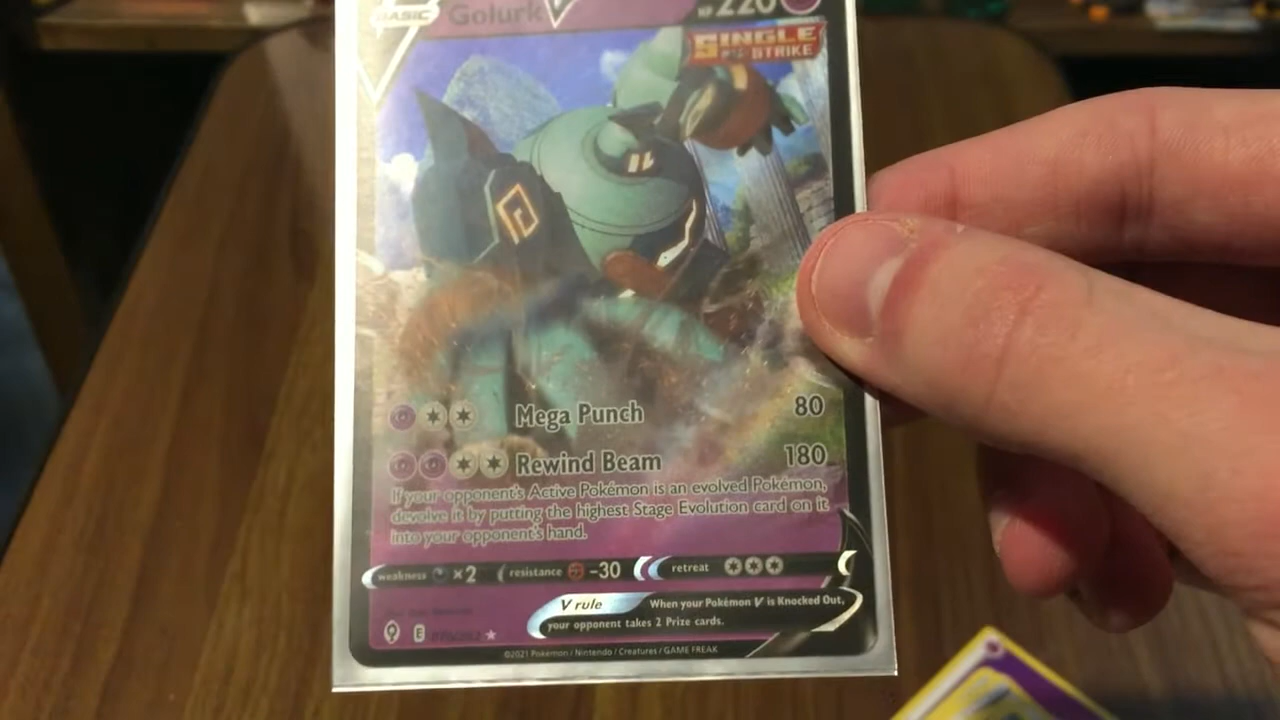 BASIC Golurk V HP 220
SINGLE STRIKE
Mega Punch 80
Rewind Beam 180
If your opponent's Active Pokémon is an evolved Pokémon,
devolve it by putting the highest Stage Evolution card on it
into your opponent's hand.
weakness ×2 resistance -30 retreat
V rule When your Pokémon V is Knocked Out,
your opponent takes 2 Prize cards.
E
©2021 Pokémon / Nintendo / Creatures / GAME FREAK